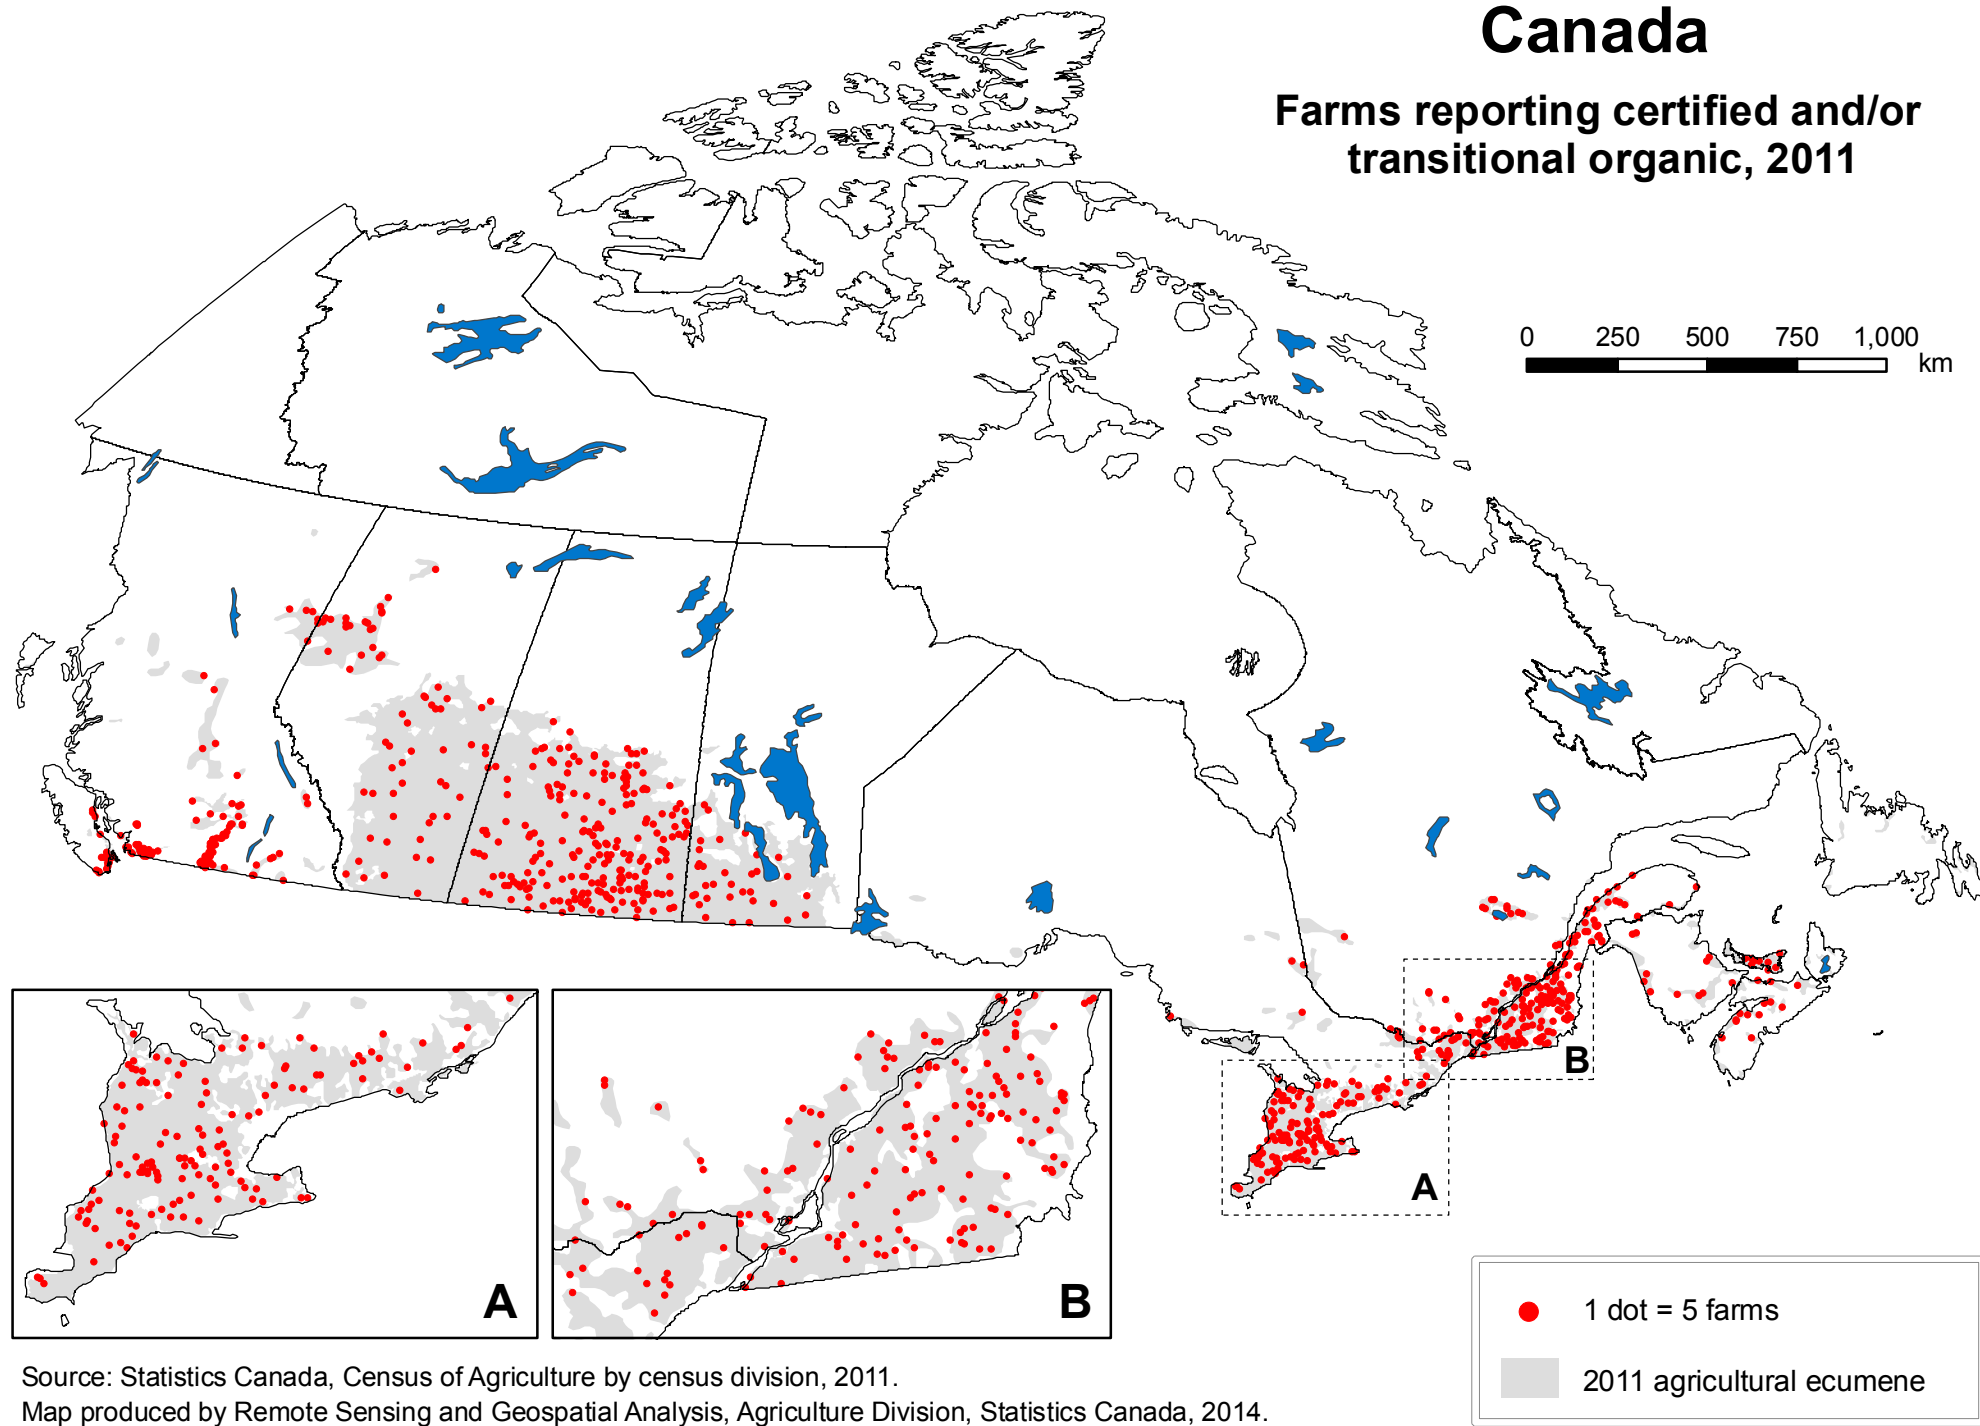 Canada
Farms reporting certified and/or
transitional organic, 2011
0 250 500 750 1,000
km
B
A
A
B
1 dot = 5 farms
2011 agricultural ecumene
Source: Statistics Canada, Census of Agriculture by census division, 2011.
Map produced by Remote Sensing and Geospatial Analysis, Agriculture Division, Statistics Canada, 2014.